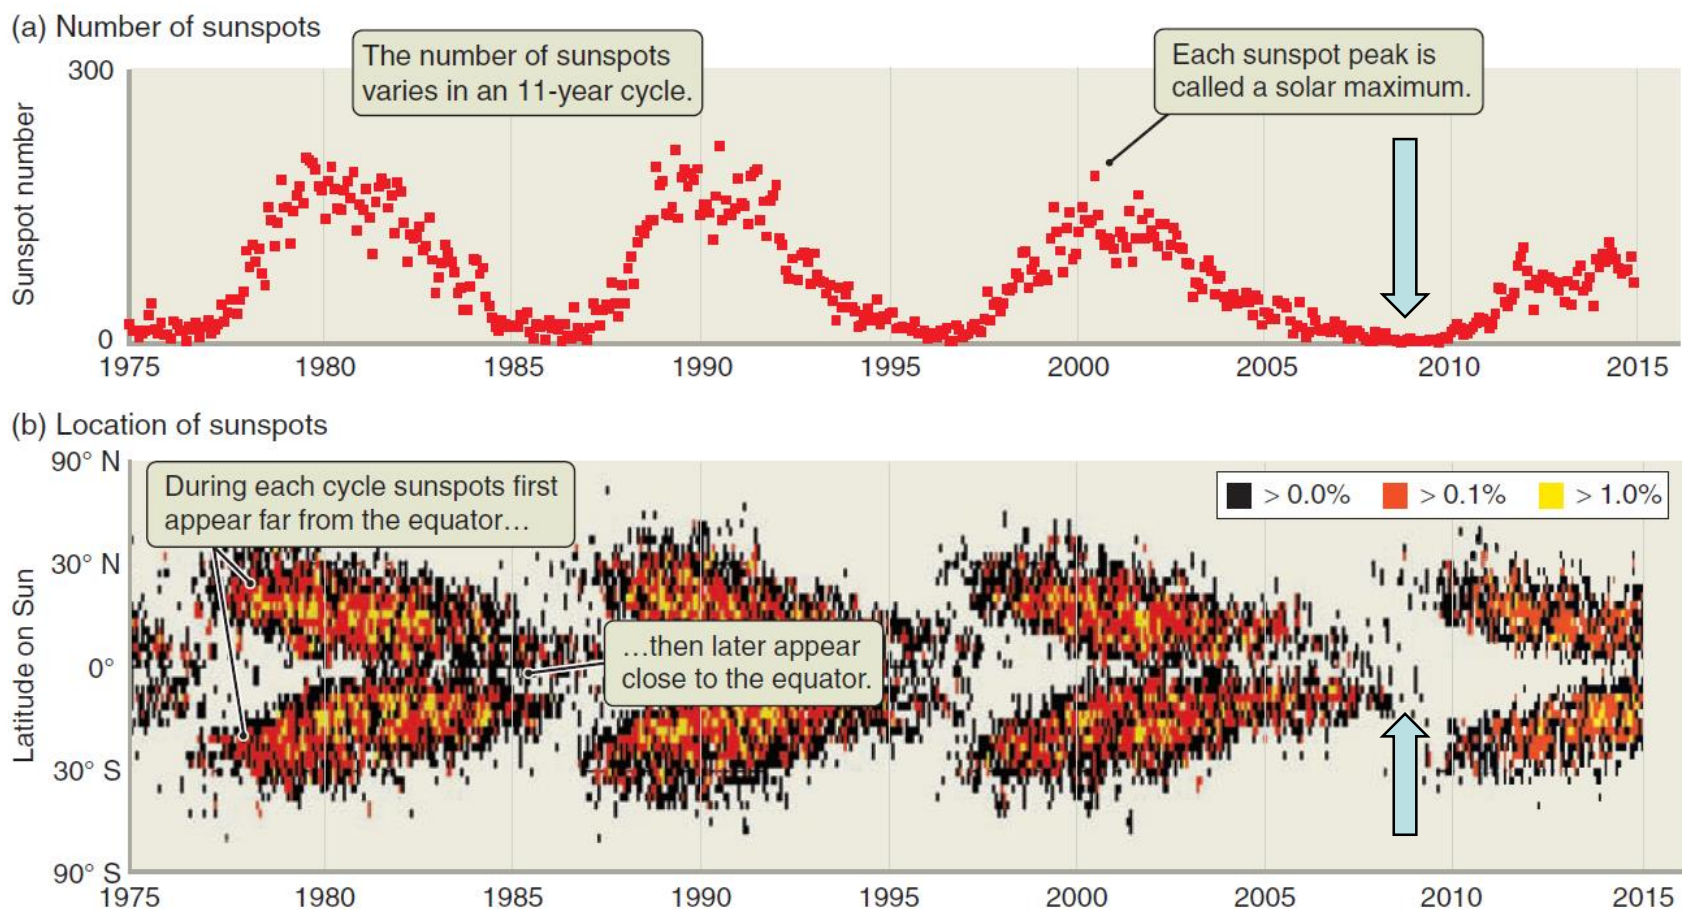 (a) Number of sunspots
The number of sunspots
varies in an 11-year cycle.
Each sunspot peak is
called a solar maximum.
300
Sunspot number
0
1975 1980 1985 1990 1995 2000 2005 2010 2015
(b) Location of sunspots
90° N
During each cycle sunspots first
appear far from the equator…
> 0.0% > 0.1% > 1.0%
30° N
Latitude on Sun
0°
…then later appear
close to the equator.
30° S
90° S
1975 1980 1985 1990 1995 2000 2005 2010 2015